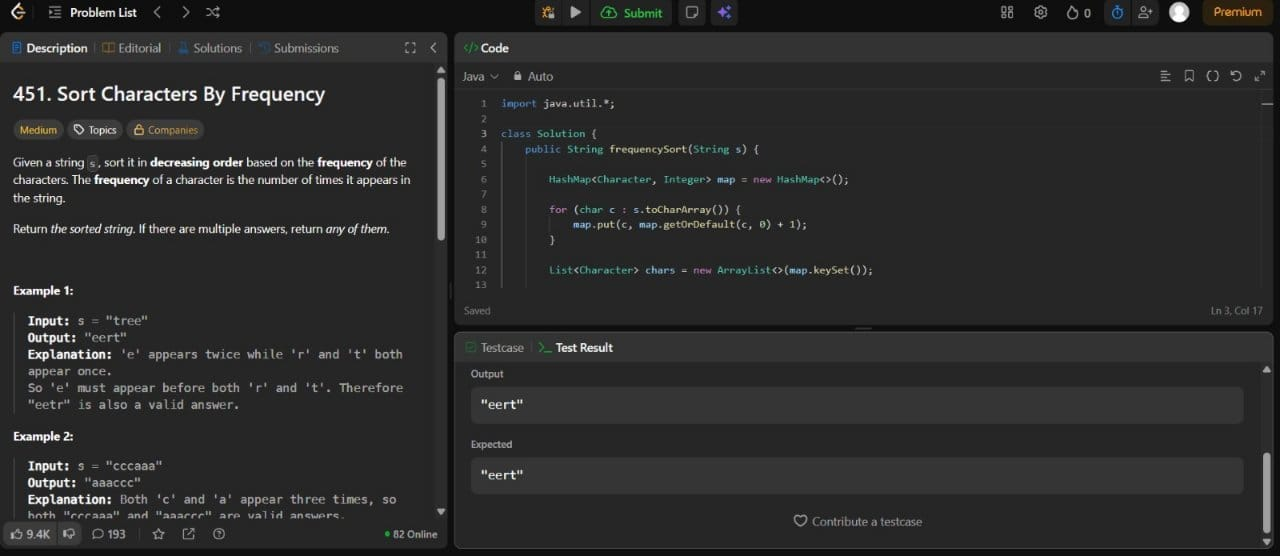 Problem List
Submit
0
Premium
Description
Editorial
Solutions
Submissions
451. Sort Characters By Frequency
Medium
Topics
Companies
Given a string s, sort it in decreasing order based on the frequency of the
characters. The frequency of a character is the number of times it appears in
the string.
Return the sorted string. If there are multiple answers, return any of them.
Example 1:
Input: s = "tree"
Output: "eert"
Explanation: 'e' appears twice while 'r' and 't' both
appear once.
So 'e' must appear before both 'r' and 't'. Therefore
"eetr" is also a valid answer.
Example 2:
Input: s = "cccaaa"
Output: "aaaccc"
Explanation: Both 'c' and 'a' appear three times, so
both "cccaaa" and "aaaccc" are valid answers.
9.4K
193
82 Online
Code
Java
Auto
1 import java.util.*;
2
3 class Solution {
4 public String frequencySort(String s) {
5
6 HashMap<Character, Integer> map = new HashMap<>();
7
8 for (char c : s.toCharArray()) {
9 map.put(c, map.getOrDefault(c, 0) + 1);
10 }
11
12 List<Character> chars = new ArrayList<>(map.keySet());
13
Saved
Ln 3, Col 17
Testcase
Test Result
Output
"eert"
Expected
"eert"
Contribute a testcase